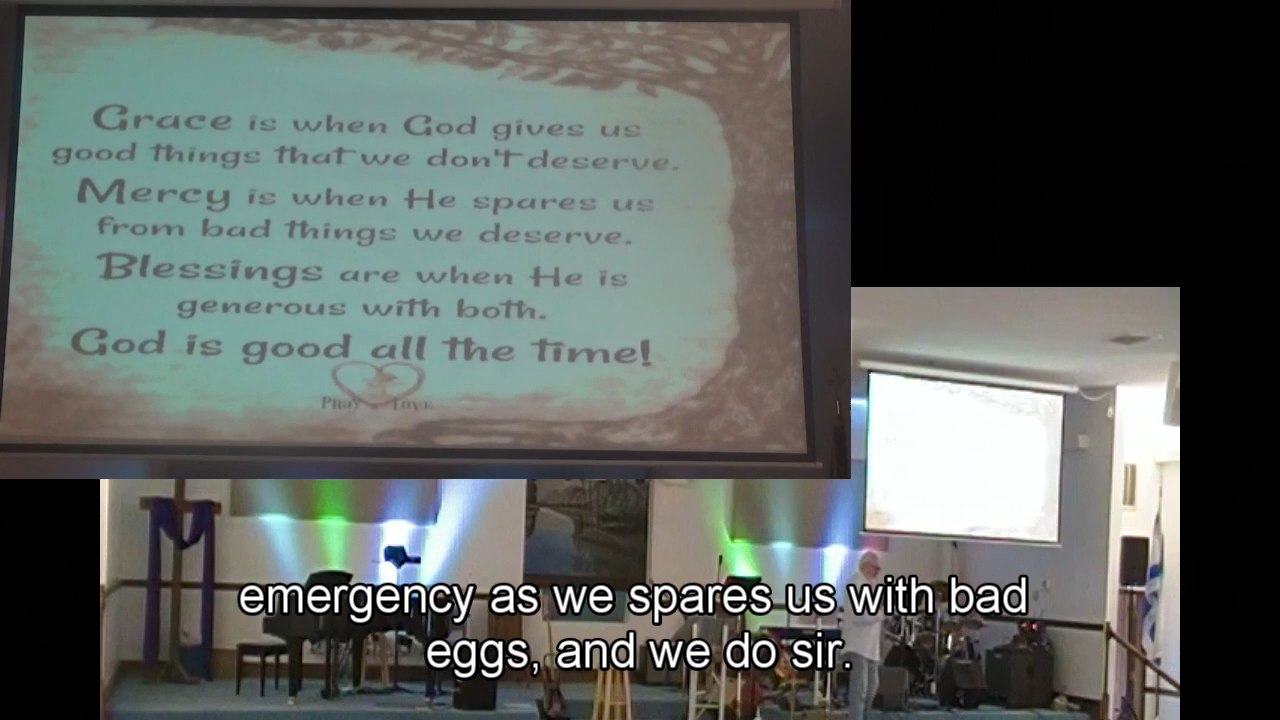 Grace is when God gives us
good things that we don't deserve.
Mercy is when He spares us
from bad things we deserve.
Blessings are when He is
generous with both.
God is good all the time!
Pray Love
emergency as we spares us with bad
eggs, and we do sir.